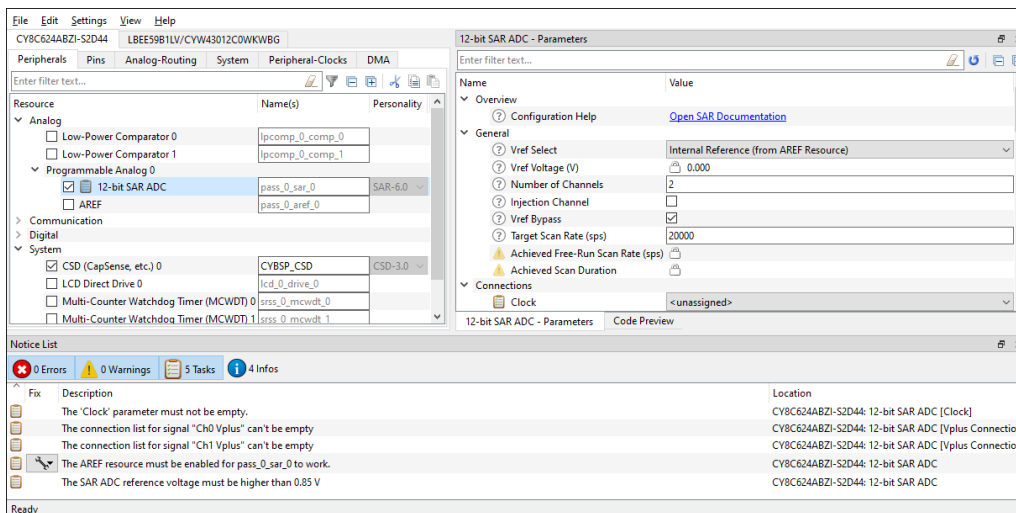 File Edit Settings View Help
CY8C624ABZI-S2D44 LBEE59B1LV/CYW43012C0WKWBG
Peripherals Pins Analog-Routing System Peripheral-Clocks DMA
Enter filter text...
Resource Name(s) Personality
Analog
Low-Power Comparator 0 lpcomp_0_comp_0
Low-Power Comparator 1 lpcomp_0_comp_1
Programmable Analog 0
12-bit SAR ADC pass_0_sar_0 SAR-6.0
AREF pass_0_aref_0
Communication
Digital
System
CSD (CapSense, etc.) 0 CYBSP_CSD CSD-3.0
LCD Direct Drive 0 lcd_0_drive_0
Multi-Counter Watchdog Timer (MCWDT) 0 srss_0_mcwdt_0
Multi-Counter Watchdog Timer (MCWDT) 1 srss_0_mcwdt_1
12-bit SAR ADC - Parameters
Enter filter text...
Name Value
Overview
Configuration Help Open SAR Documentation
General
Vref Select Internal Reference (from AREF Resource)
Vref Voltage (V) 0.000
Number of Channels 2
Injection Channel
Vref Bypass
Target Scan Rate (sps) 20000
Achieved Free-Run Scan Rate (sps)
Achieved Scan Duration
Connections
Clock <unassigned>
12-bit SAR ADC - Parameters Code Preview
Notice List
0 Errors 0 Warnings 5 Tasks 4 Infos
Fix Description Location
The 'Clock' parameter must not be empty. CY8C624ABZI-S2D44: 12-bit SAR ADC [Clock]
The connection list for signal "Ch0 Vplus" can't be empty CY8C624ABZI-S2D44: 12-bit SAR ADC [Vplus Connectio
The connection list for signal "Ch1 Vplus" can't be empty CY8C624ABZI-S2D44: 12-bit SAR ADC [Vplus Connectio
The AREF resource must be enabled for pass_0_sar_0 to work. CY8C624ABZI-S2D44: 12-bit SAR ADC
The SAR ADC reference voltage must be higher than 0.85 V CY8C624ABZI-S2D44: 12-bit SAR ADC
Ready